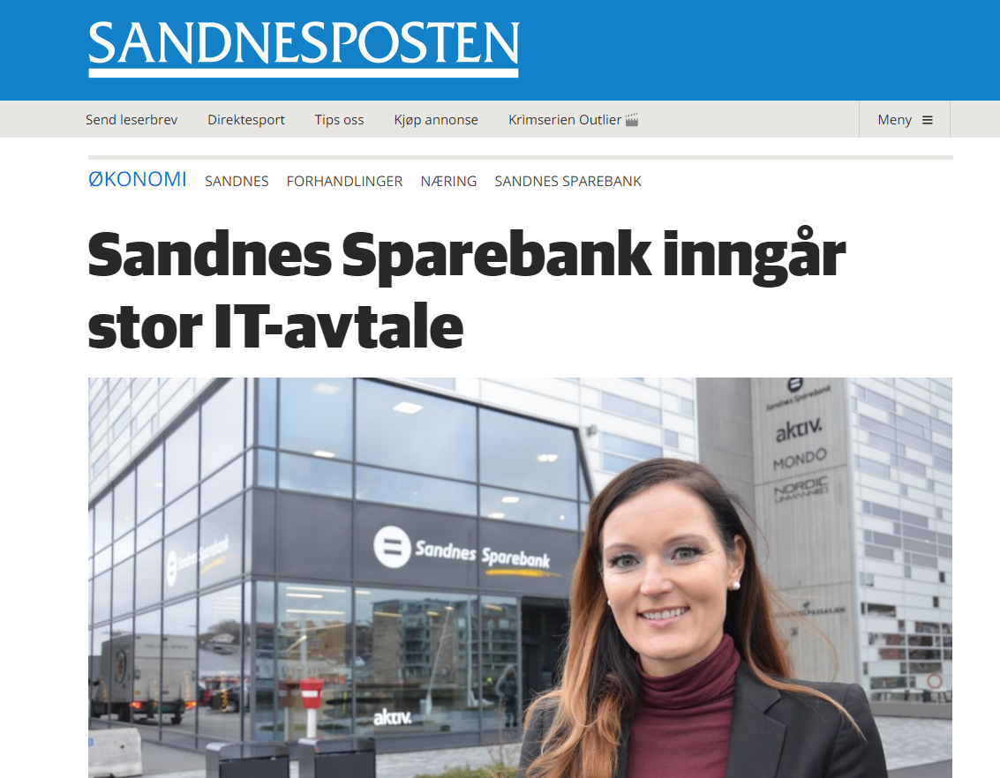 SANDNESPOSTEN
Send leserbrev Direktesport Tips oss Kjøp annonse Krimserien Outlier🎬 Meny ≡
ØKONOMI SANDNES FORHANDLINGER NÆRING SANDNES SPAREBANK
Sandnes Sparebank inngår
stor IT-avtale
Sandnes Sparebank
aktiv.
MONDO
NORDIC
UNMANNED
Sandnes Sparebank
Sandnes Sparebank
aktiv.